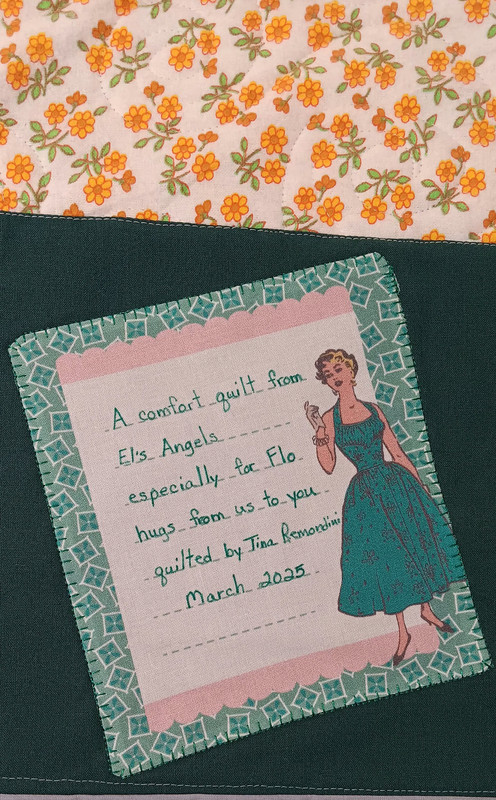 A comfort quilt from
El's Angels
especially for Flo
hugs from us to you
quilted by Tina Remondini
March 2025